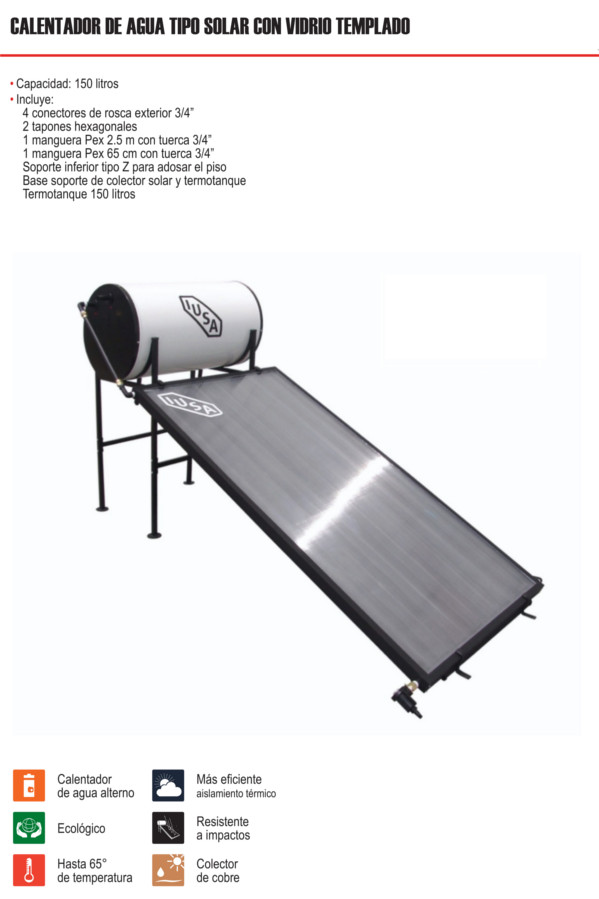 CALENTADOR DE AGUA TIPO SOLAR CON VIDRIO TEMPLADO
• Capacidad: 150 litros
• Incluye:
4 conectores de rosca exterior 3/4”
2 tapones hexagonales
1 manguera Pex 2.5 m con tuerca 3/4”
1 manguera Pex 65 cm con tuerca 3/4”
Soporte inferior tipo Z para adosar el piso
Base soporte de colector solar y termotanque
Termotanque 150 litros
IUSA
IUSA
Calentador
de agua alterno
Más eficiente
aislamiento térmico
Ecológico
Resistente
a impactos
Hasta 65°
de temperatura
Colector
de cobre